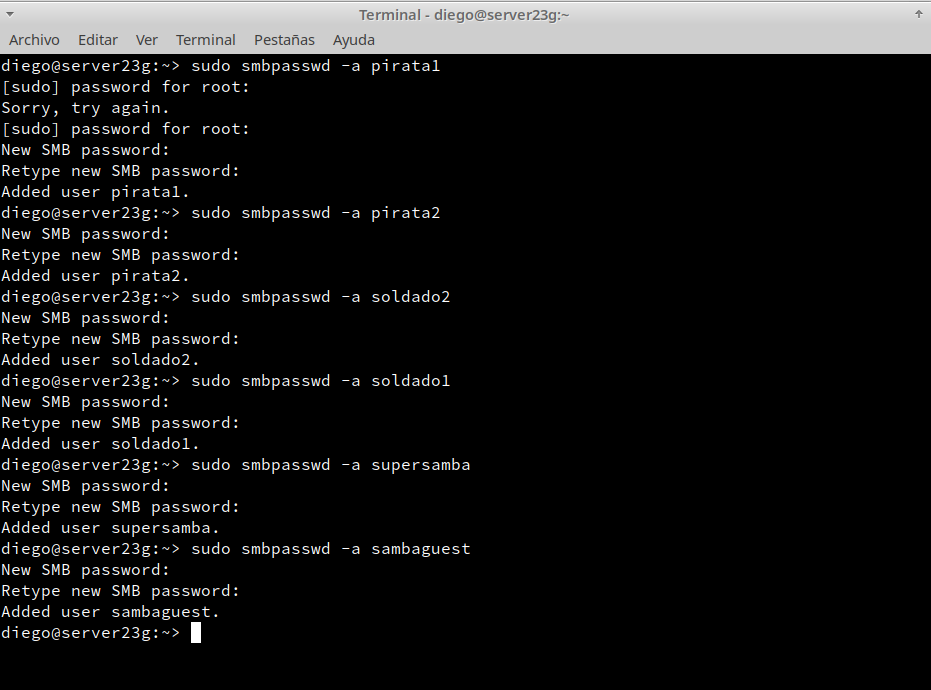 Terminal - diego@server23g:~
Archivo Editar Ver Terminal Pestañas Ayuda
diego@server23g:~> sudo smbpasswd -a pirata1
[sudo] password for root:
Sorry, try again.
[sudo] password for root:
New SMB password:
Retype new SMB password:
Added user pirata1.
diego@server23g:~> sudo smbpasswd -a pirata2
New SMB password:
Retype new SMB password:
Added user pirata2.
diego@server23g:~> sudo smbpasswd -a soldado2
New SMB password:
Retype new SMB password:
Added user soldado2.
diego@server23g:~> sudo smbpasswd -a soldado1
New SMB password:
Retype new SMB password:
Added user soldado1.
diego@server23g:~> sudo smbpasswd -a supersamba
New SMB password:
Retype new SMB password:
Added user supersamba.
diego@server23g:~> sudo smbpasswd -a sambaguest
New SMB password:
Retype new SMB password:
Added user sambaguest.
diego@server23g:~>